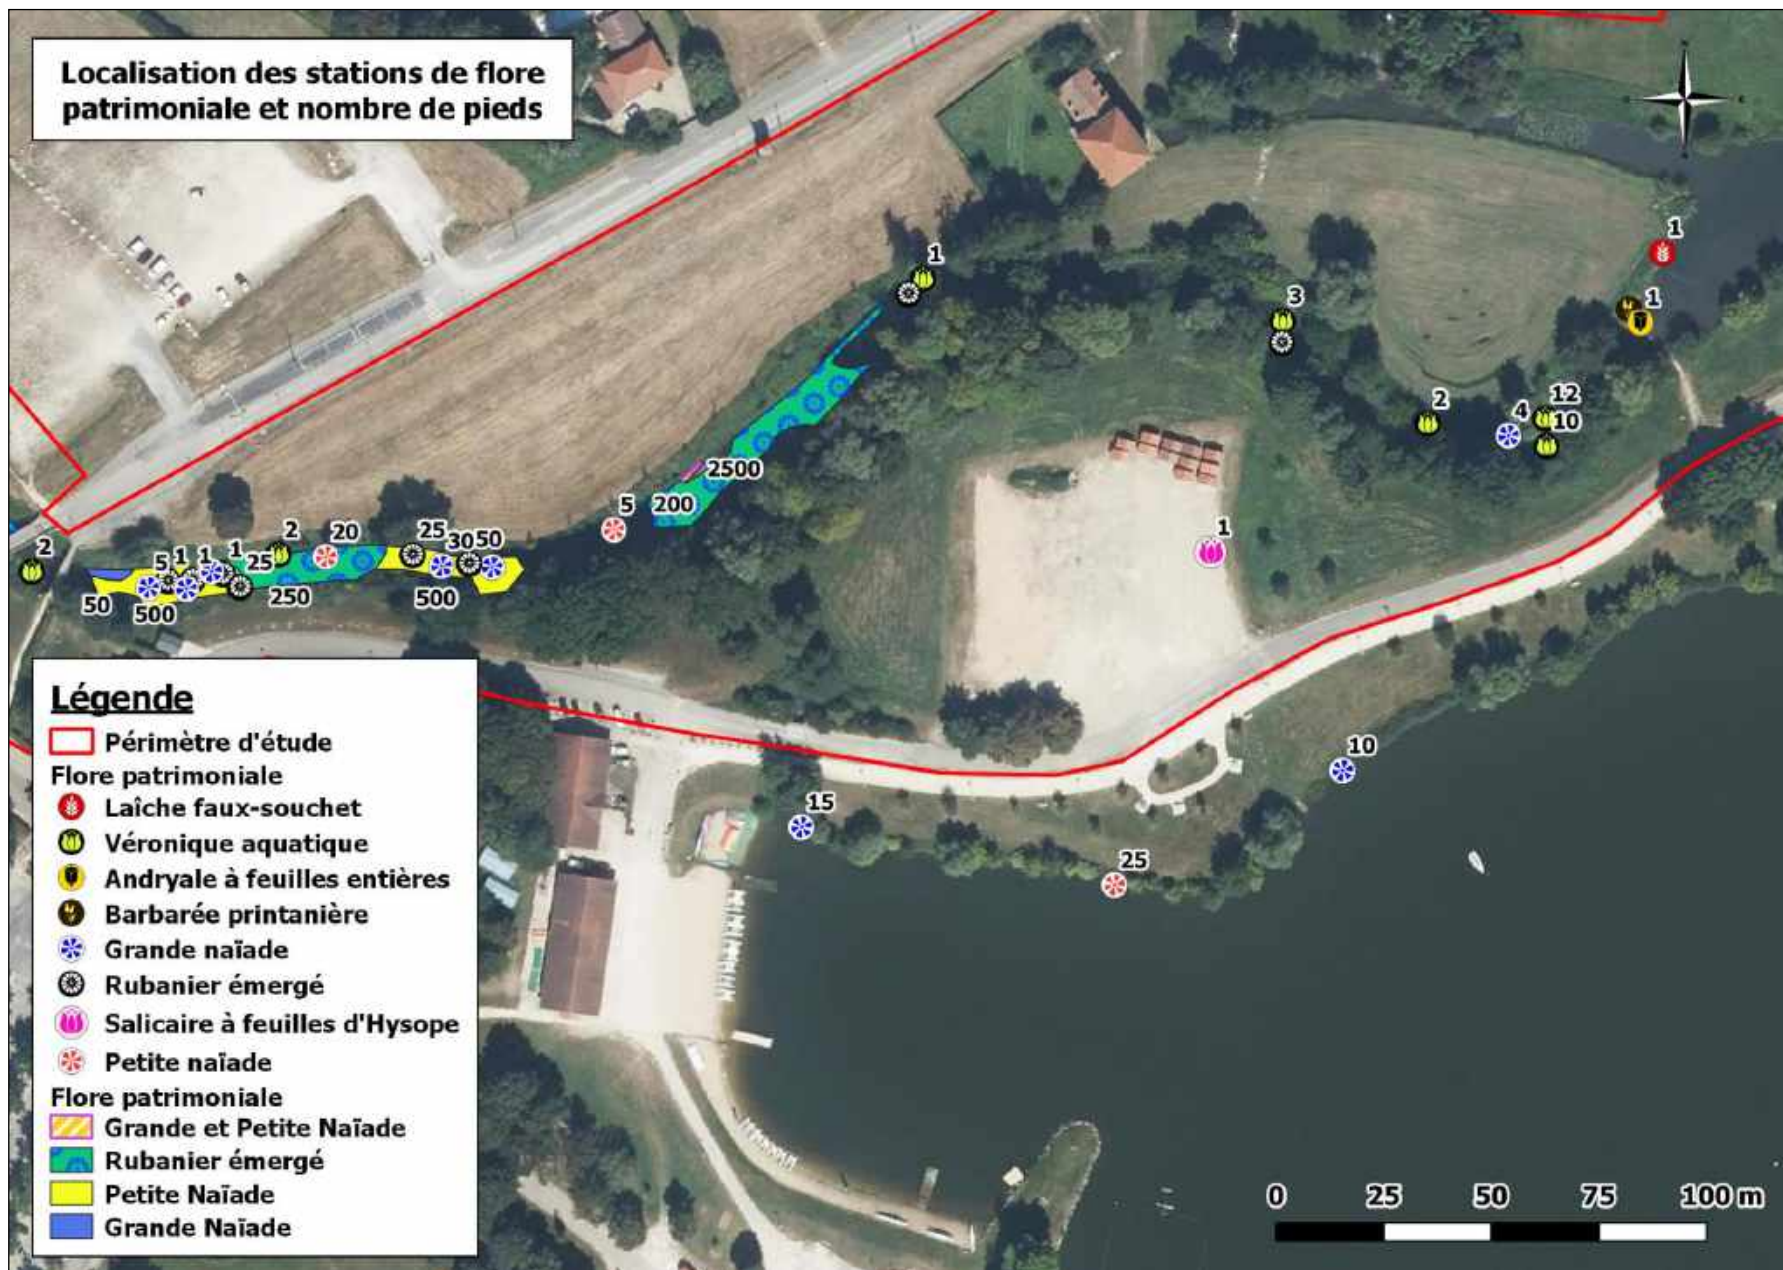 Localisation des stations de flore
patrimoniale et nombre de pieds
1
1
3
1
2
4
12
10
2500
200
5
1
2
5
1
1
1
25
2
20
25
30
50
50
500
250
500
15
10
25
Légende
Périmètre d'étude
Flore patrimoniale
Laîche faux-souchet
Véronique aquatique
Andryale à feuilles entières
Barbarée printanière
Grande naïade
Rubanier émergé
Salicaire à feuilles d'Hysope
Petite naïade
Flore patrimoniale
Grande et Petite Naïade
Rubanier émergé
Petite Naïade
Grande Naïade
0 25 50 75 100 m